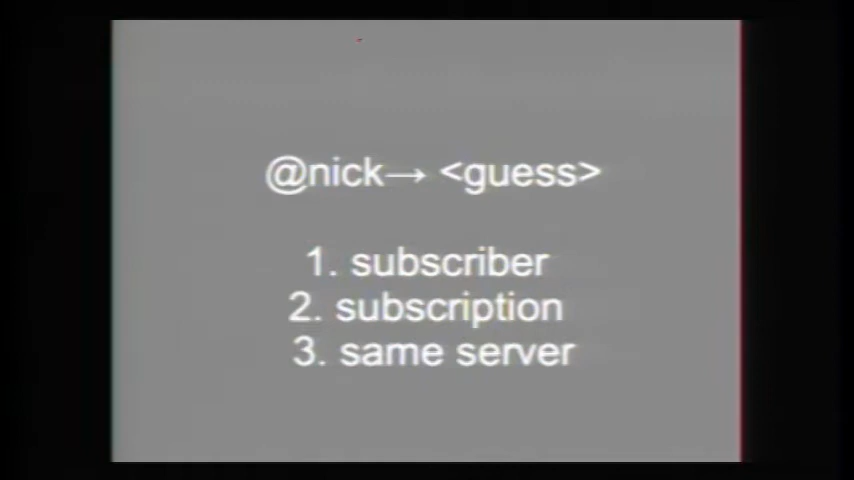 @nick→ <guess>
1. subscriber
2. subscription
3. same server